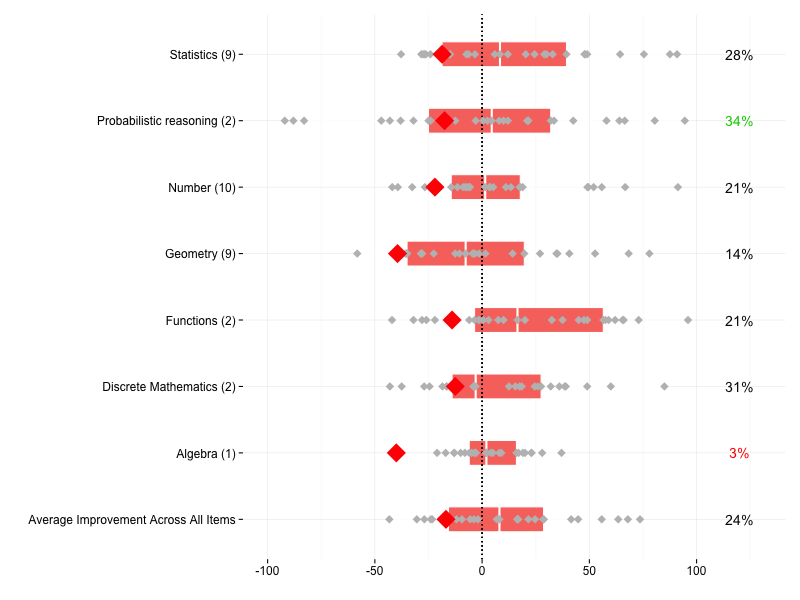 Statistics (9) 28%
Probabilistic reasoning (2) 34%
Number (10) 21%
Geometry (9) 14%
Functions (2) 21%
Discrete Mathematics (2) 31%
Algebra (1) 3%
Average Improvement Across All Items 24%
-100 -50 0 50 100